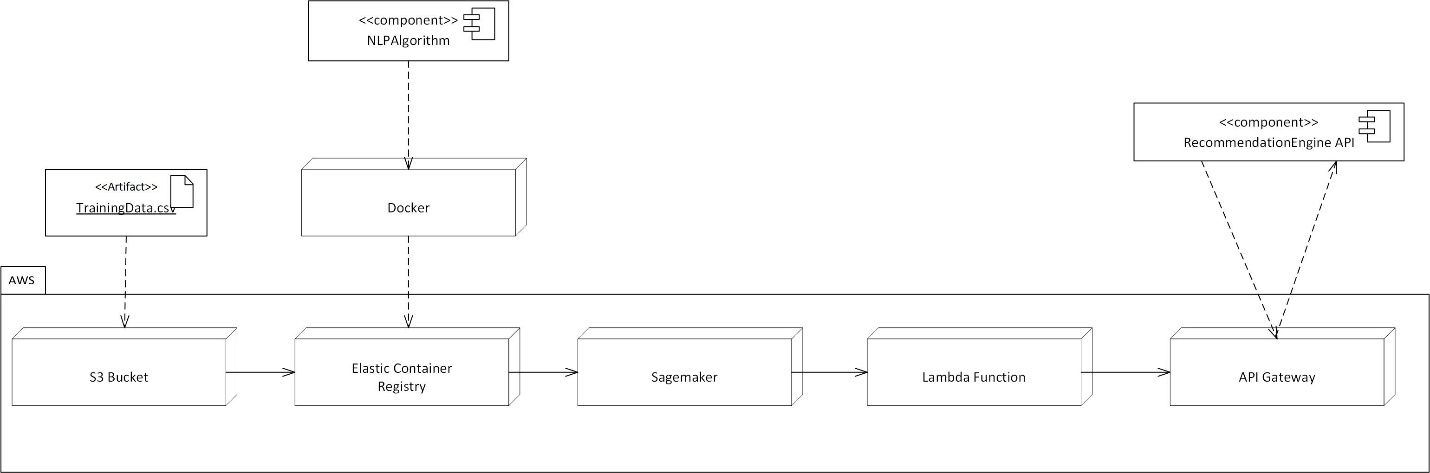 <<component>>
NLPAlgorithm
<<component>>
RecommendationEngine API
<<Artifact>>
TrainingData.csv
Docker
AWS
S3 Bucket
Elastic Container
Registry
Sagemaker
Lambda Function
API Gateway